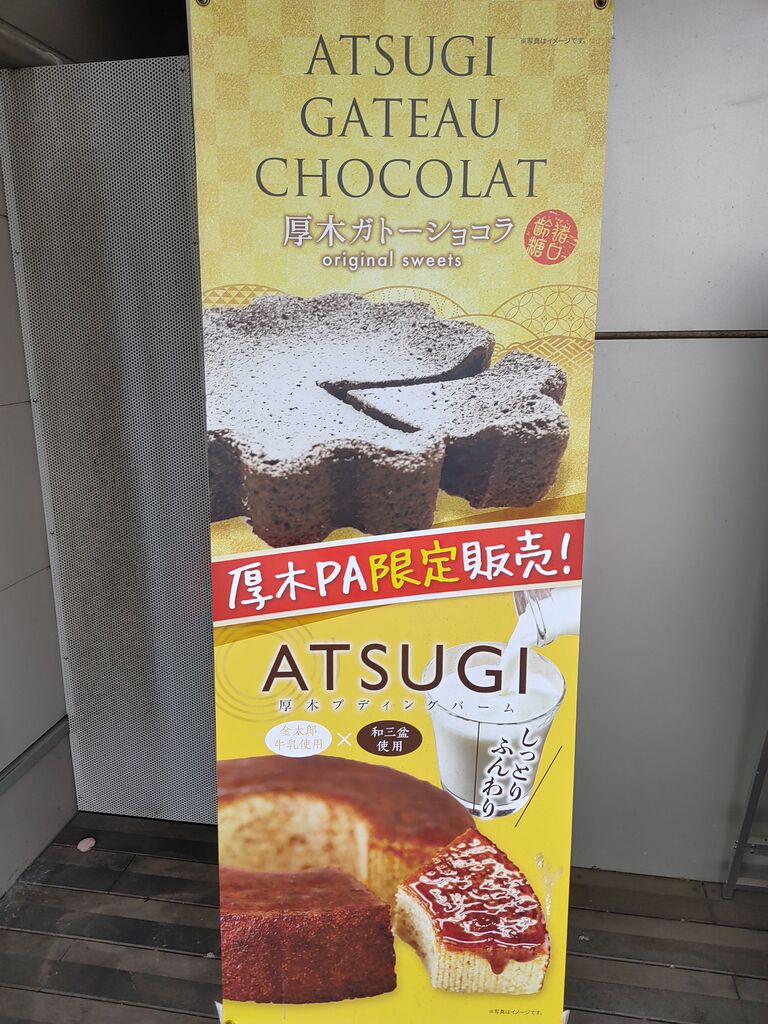 ATSUGI
※写真はイメージです。
GATEAU
CHOCOLAT
厚木ガトーショコラ
original sweets
厚木PA限定販売!
ATSUGI
厚木プディングバーム
金太郎
牛乳使用
×
和三盆
使用
しっとり
ふんわり
※写真はイメージです。